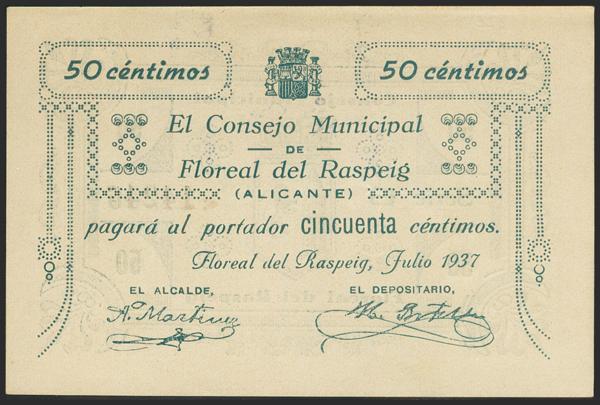 50 céntimos
50 céntimos
El Consejo Municipal
DE
Floreal del Raspeig
(ALICANTE)
pagará al portador cincuenta céntimos.
Floreal del Raspeig, Julio 1937
EL ALCALDE,
EL DEPOSITARIO,
A. Martinez